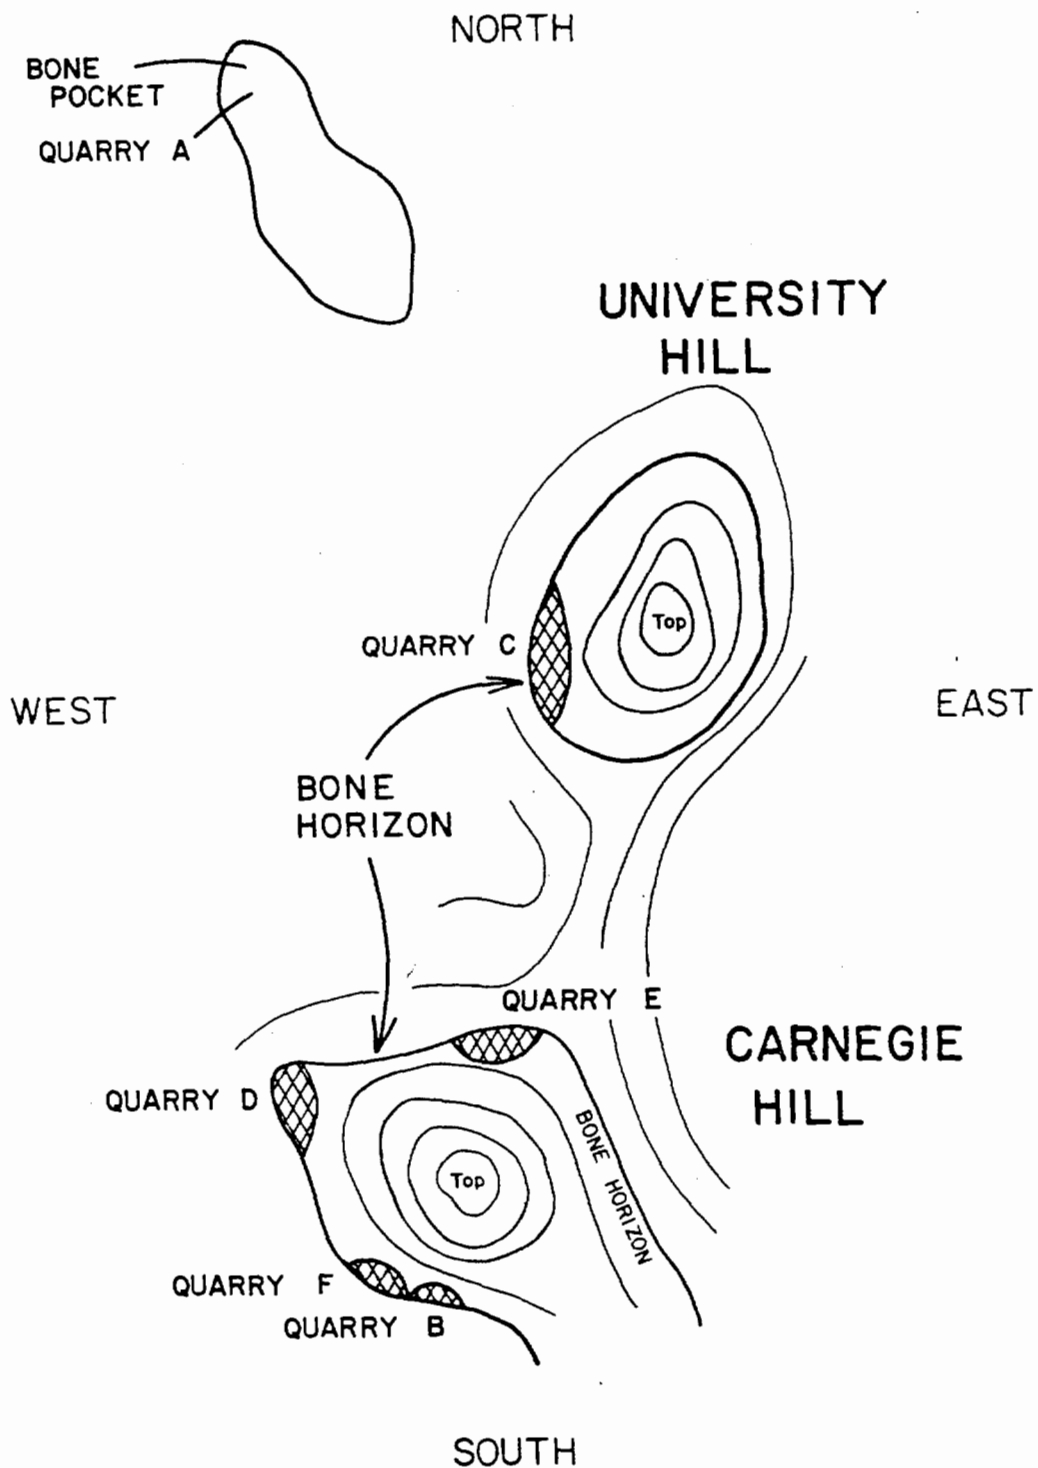 NORTH
BONE
POCKET
QUARRY A
UNIVERSITY
HILL
Top
QUARRY C
WEST
EAST
BONE
HORIZON
QUARRY E
CARNEGIE
HILL
QUARRY D
BONE HORIZON
Top
QUARRY F
QUARRY B
SOUTH